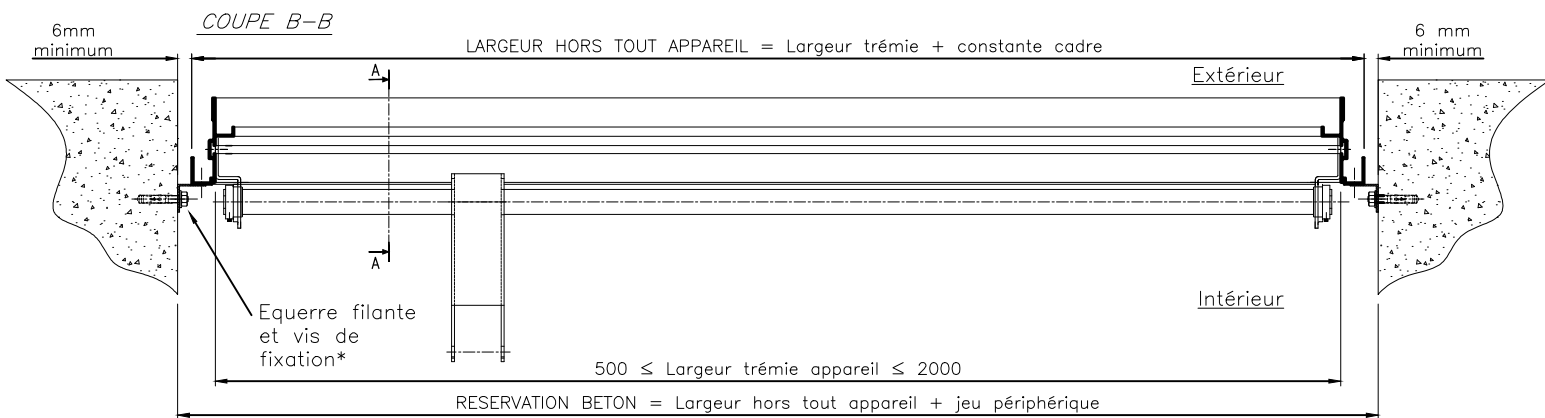 COUPE B-B
6mm
minimum
LARGEUR HORS TOUT APPAREIL = Largeur trémie + constante cadre
6 mm
minimum
A
Extérieur
A
Intérieur
Equerre filante
et vis de
fixation*
500 ≤ Largeur trémie appareil ≤ 2000
RESERVATION BETON = Largeur hors tout appareil + jeu périphérique